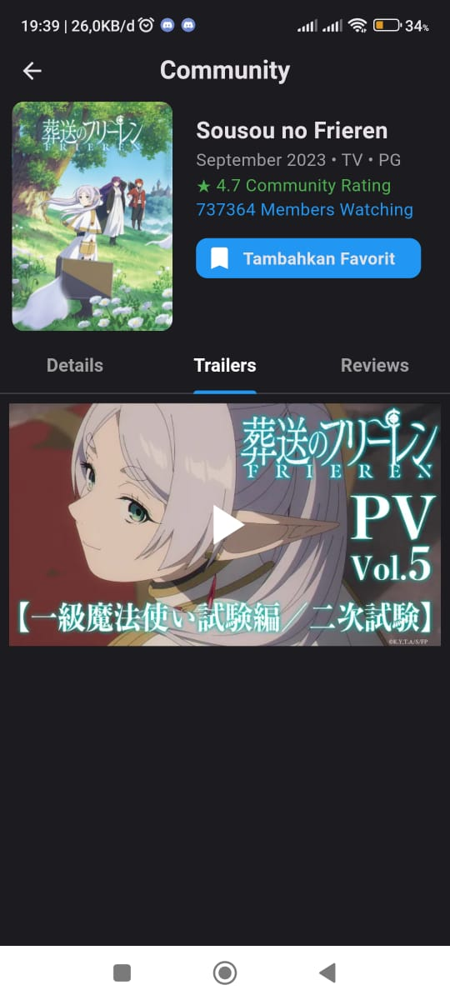 19:39 | 26,0KB/d
34%
Community
葬送のフリーレン
FRIEREN
Sousou no Frieren
September 2023 • TV • PG
★ 4.7 Community Rating
737364 Members Watching
Tambahkan Favorit
Details
Trailers
Reviews
葬送のフリーレン
FRIEREN
PV
Vol.5
【一級魔法使い試験編／二次試験】
©K.Y,T.A/S/FP